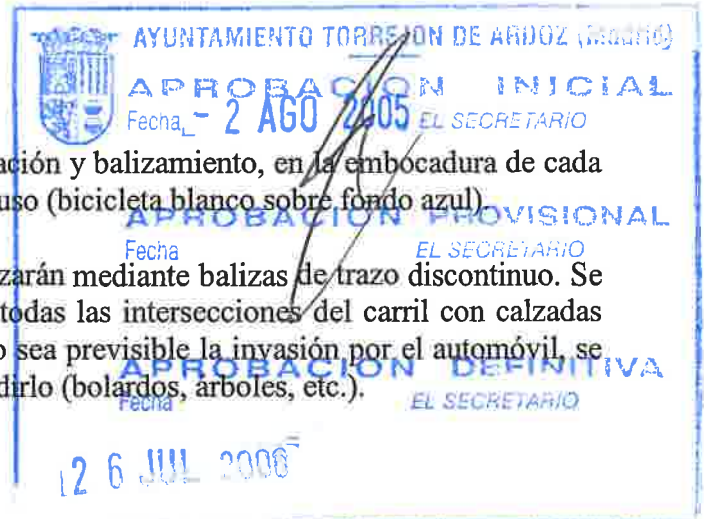 AYUNTAMIENTO TORREJON DE ARDOZ (Madrid)
APROBACION INICIAL
Fecha - 2 AGO 2005 EL SECRETARIO
ación y balizamiento, en la embocadura de cada
uso (bicicleta blanco sobre fondo azul).
APROBACION PROVISIONAL
Fecha EL SECRETARIO
zarán mediante balizas de trazo discontinuo. Se
todas las intersecciones del carril con calzadas
o sea previsible la invasión por el automóvil, se
APROBACION DEFINITIVA
dirlo (bolardos, árboles, etc.).
Fecha EL SECRETARIO
26 JUL 2006